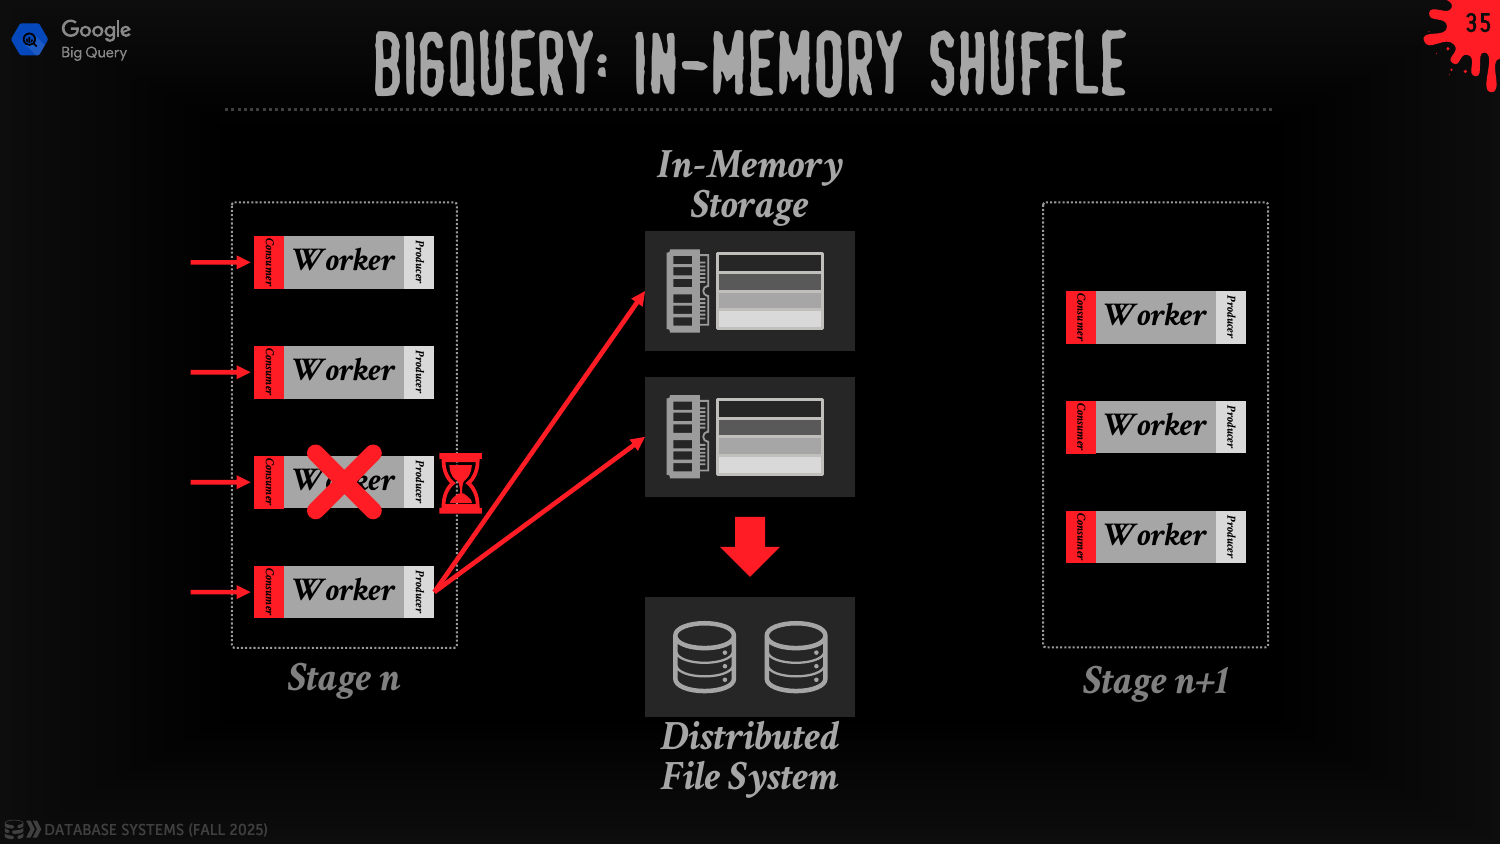 Google
Big Query
BIGQUERY: IN-MEMORY SHUFFLE
35
In-Memory
Storage
Consumer Worker Producer
Consumer Worker Producer
Consumer Worker Producer
Consumer Worker Producer
Stage n
Distributed
File System
Consumer Worker Producer
Consumer Worker Producer
Consumer Worker Producer
Stage n+1
DATABASE SYSTEMS (FALL 2025)